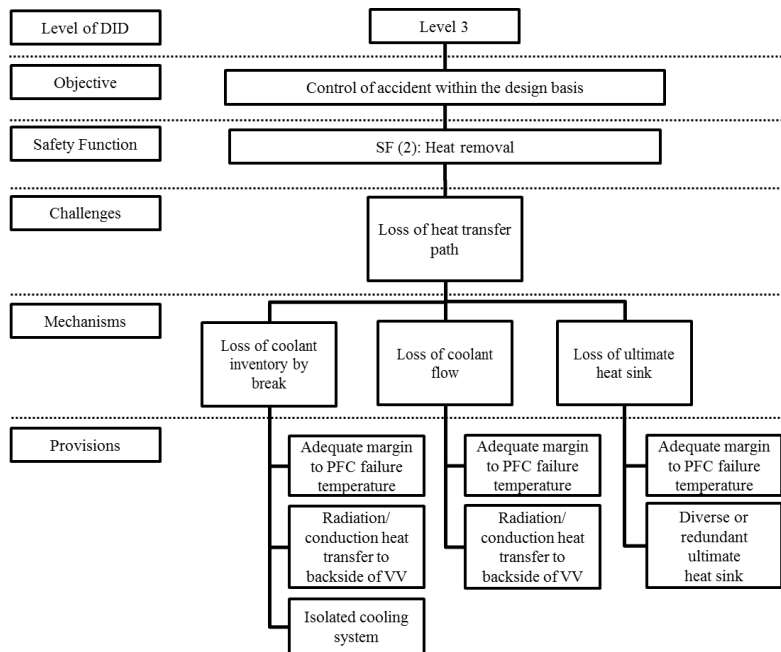 Level of DID
Level 3
Objective
Control of accident within the design basis
Safety Function
SF (2): Heat removal
Challenges
Loss of heat transfer
path
Mechanisms
Loss of coolant
inventory by
break
Loss of coolant
flow
Loss of ultimate
heat sink
Provisions
Adequate margin
to PFC failure
temperature
Adequate margin
to PFC failure
temperature
Adequate margin
to PFC failure
temperature
Radiation/
conduction heat
transfer to
backside of VV
Radiation/
conduction heat
transfer to
backside of VV
Diverse or
redundant
ultimate
heat sink
Isolated cooling
system